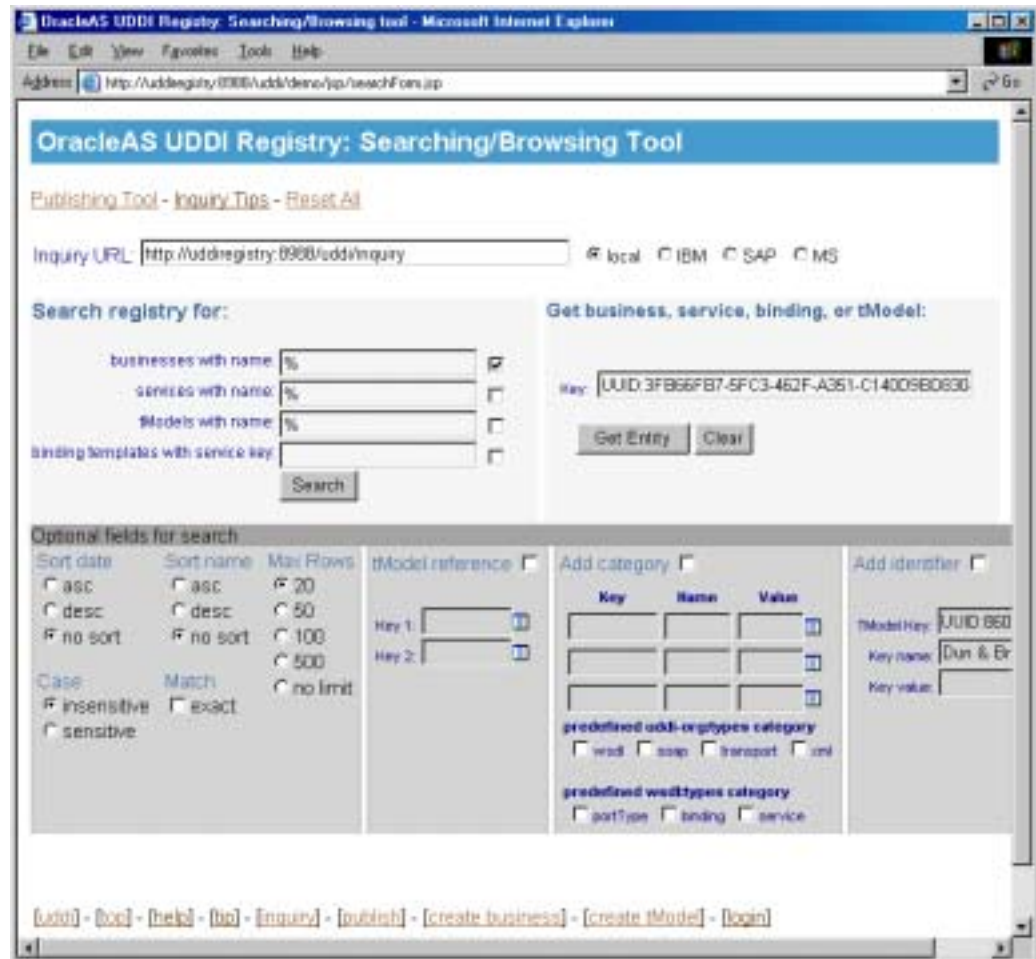 OracleAS UDDI Registry: Searching/Browsing tool - Microsoft Internet Explorer
File Edit View Favorites Tools Help
Address http://uddiregistry:8988/uddi/demo/jsp/searchForm.jsp Go
OracleAS UDDI Registry: Searching/Browsing Tool
Publishing Tool - Inquiry Tips - Reset All
Inquiry URL: http://uddiregistry:8988/uddi/inquiry local IBM SAP MS
Search registry for:
businesses with name: %
services with name: %
tModels with name: %
binding templates with service key:
Search
Get business, service, binding, or tModel:
Key: UUID:3FB66FB7-5FC3-462F-A351-C140D9BD830
Get Entity Clear
Optional fields for search
Sort date
asc
desc
no sort
Sort name
asc
desc
no sort
Max Rows
20
50
100
500
no limit
Case
insensitive
sensitive
Match
exact
tModel reference
Key 1:
Key 2:
Add category
Key Name Value
predefined uddi-org:types category
wsdl soap transport xml
predefined wsdl:types category
portType binding service
Add identifier
TModel Key: UUID:860
Key name: Dun & Br
Key value:
[uddi] - [top] - [help] - [tip] - [inquiry] - [publish] - [create business] - [create tModel] - [login]